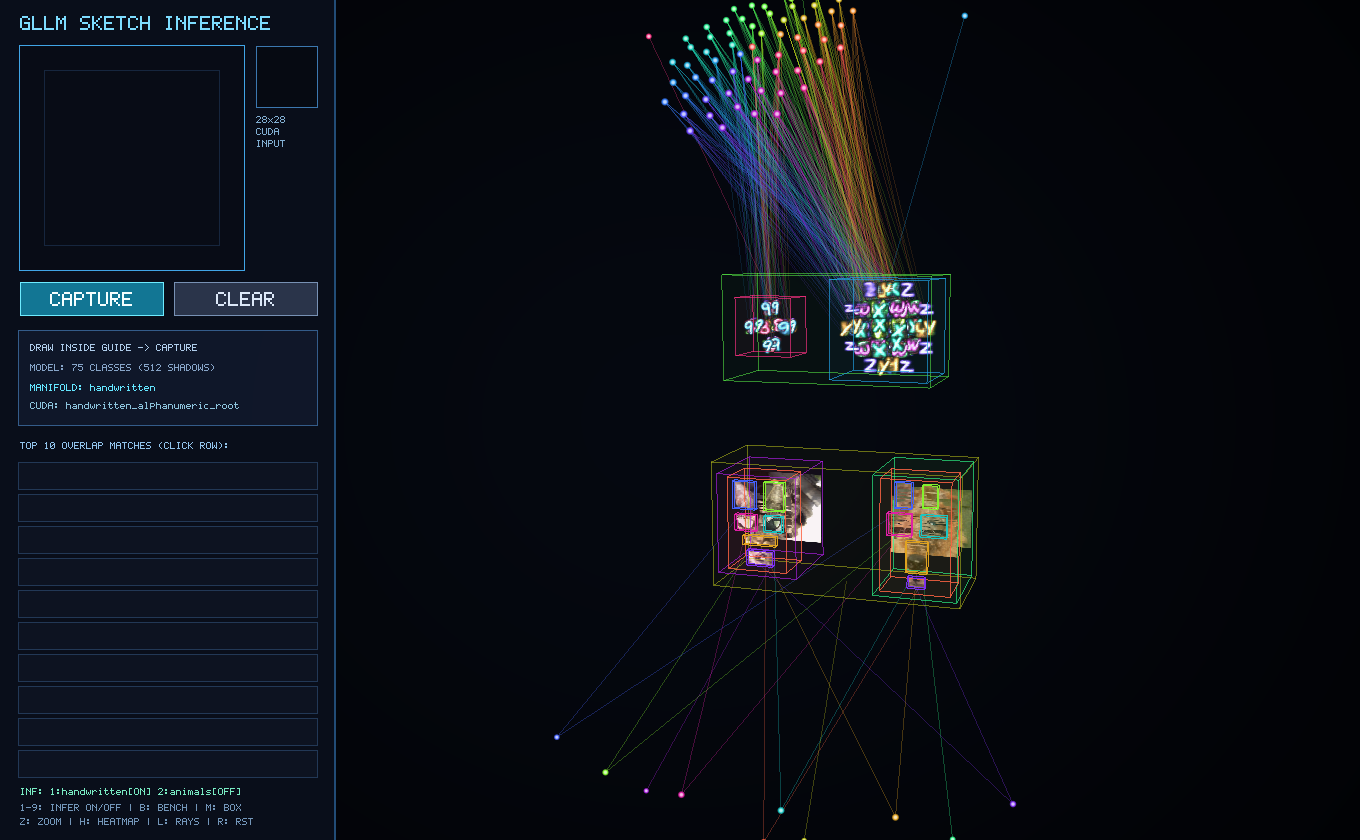 GLLM SKETCH INFERENCE
28x28
CUDA
INPUT
CAPTURE
CLEAR
DRAW INSIDE GUIDE -> CAPTURE
MODEL: 75 CLASSES (512 SHADOWS)
MANIFOLD: handwritten
CUDA: handwritten_alphanumeric_root
TOP 10 OVERLAP MATCHES (CLICK ROW):
INF: 1:handwritten[ON] 2:animals[OFF]
1-9: INFER ON/OFF | B: BENCH | M: BOX
Z: ZOOM | H: HEATMAP | L: RAYS | R: RST